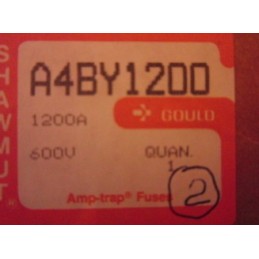 SHAWMUT®
A4BY1200
GOULD
1200A
600V
QUAN.
1
Amp-trap® Fuses
2